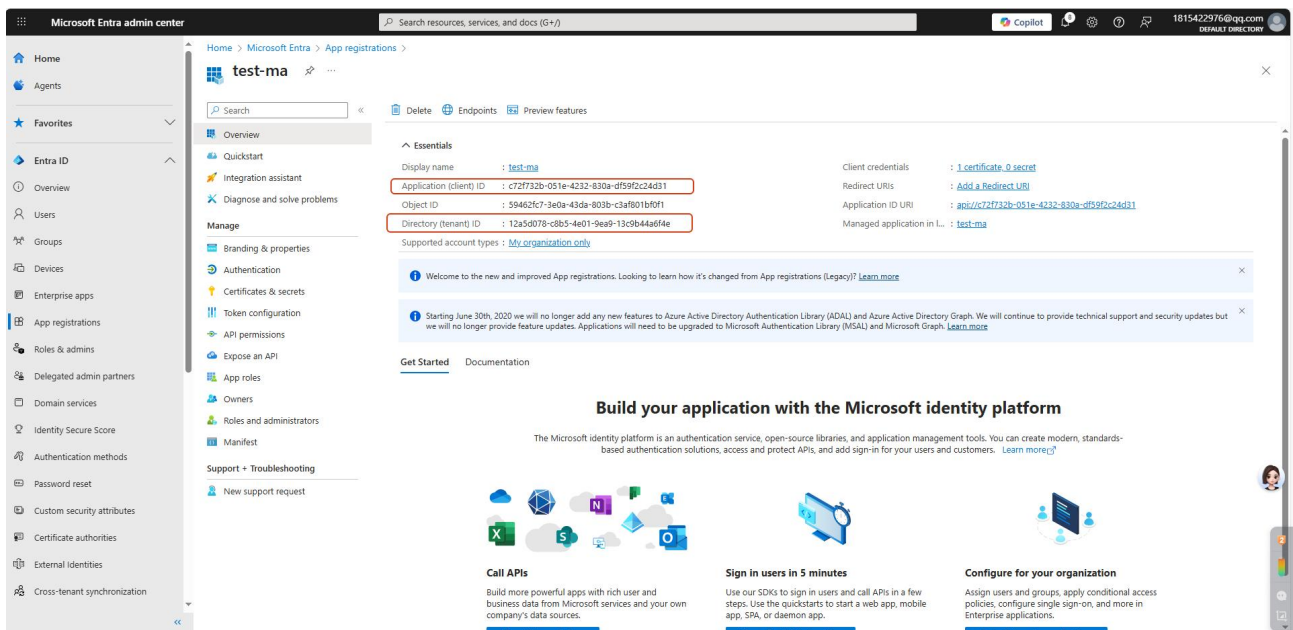 Microsoft Entra admin center
Search resources, services, and docs (G+/)
Copilot
1815422976@qq.com
DEFAULT DIRECTORY
Home
Agents
Favorites
Entra ID
Overview
Users
Groups
Devices
Enterprise apps
App registrations
Roles & admins
Delegated admin partners
Domain services
Identity Secure Score
Authentication methods
Password reset
Custom security attributes
Certificate authorities
External Identities
Cross-tenant synchronization
Home > Microsoft Entra > App registrations >
test-ma
Search
Overview
Quickstart
Integration assistant
Diagnose and solve problems
Manage
Branding & properties
Authentication
Certificates & secrets
Token configuration
API permissions
Expose an API
App roles
Owners
Roles and administrators
Manifest
Support + Troubleshooting
New support request
Delete Endpoints Preview features
Essentials
Display name : test-ma
Application (client) ID : c72f732b-051e-4232-830a-df59f2c24d31
Object ID : 59462fc7-3e0a-43da-803b-c3af801bf0f1
Directory (tenant) ID : 12a5d078-c8b5-4e01-9ea9-13c9b44a6f4e
Supported account types : My organization only
Client credentials : 1 certificate, 0 secret
Redirect URIs : Add a Redirect URI
Application ID URI : api://c72f732b-051e-4232-830a-df59f2c24d31
Managed application in l... : test-ma
Welcome to the new and improved App registrations. Looking to learn how it's changed from App registrations (Legacy)? Learn more
Starting June 30th, 2020 we will no longer add any new features to Azure Active Directory Authentication Library (ADAL) and Azure Active Directory Graph. We will continue to provide technical support and security updates but
we will no longer provide feature updates. Applications will need to be upgraded to Microsoft Authentication Library (MSAL) and Microsoft Graph. Learn more
Get Started Documentation
Build your application with the Microsoft identity platform
The Microsoft identity platform is an authentication service, open-source libraries, and application management tools. You can create modern, standards-
based authentication solutions, access and protect APIs, and add sign-in for your users and customers. Learn more
Call APIs
Build more powerful apps with rich user and
business data from Microsoft services and your own
company's data sources.
Sign in users in 5 minutes
Use our SDKs to sign in users and call APIs in a few
steps. Use the quickstarts to start a web app, mobile
app, SPA, or daemon app.
Configure for your organization
Assign users and groups, apply conditional access
policies, configure single sign-on, and more in
Enterprise applications.